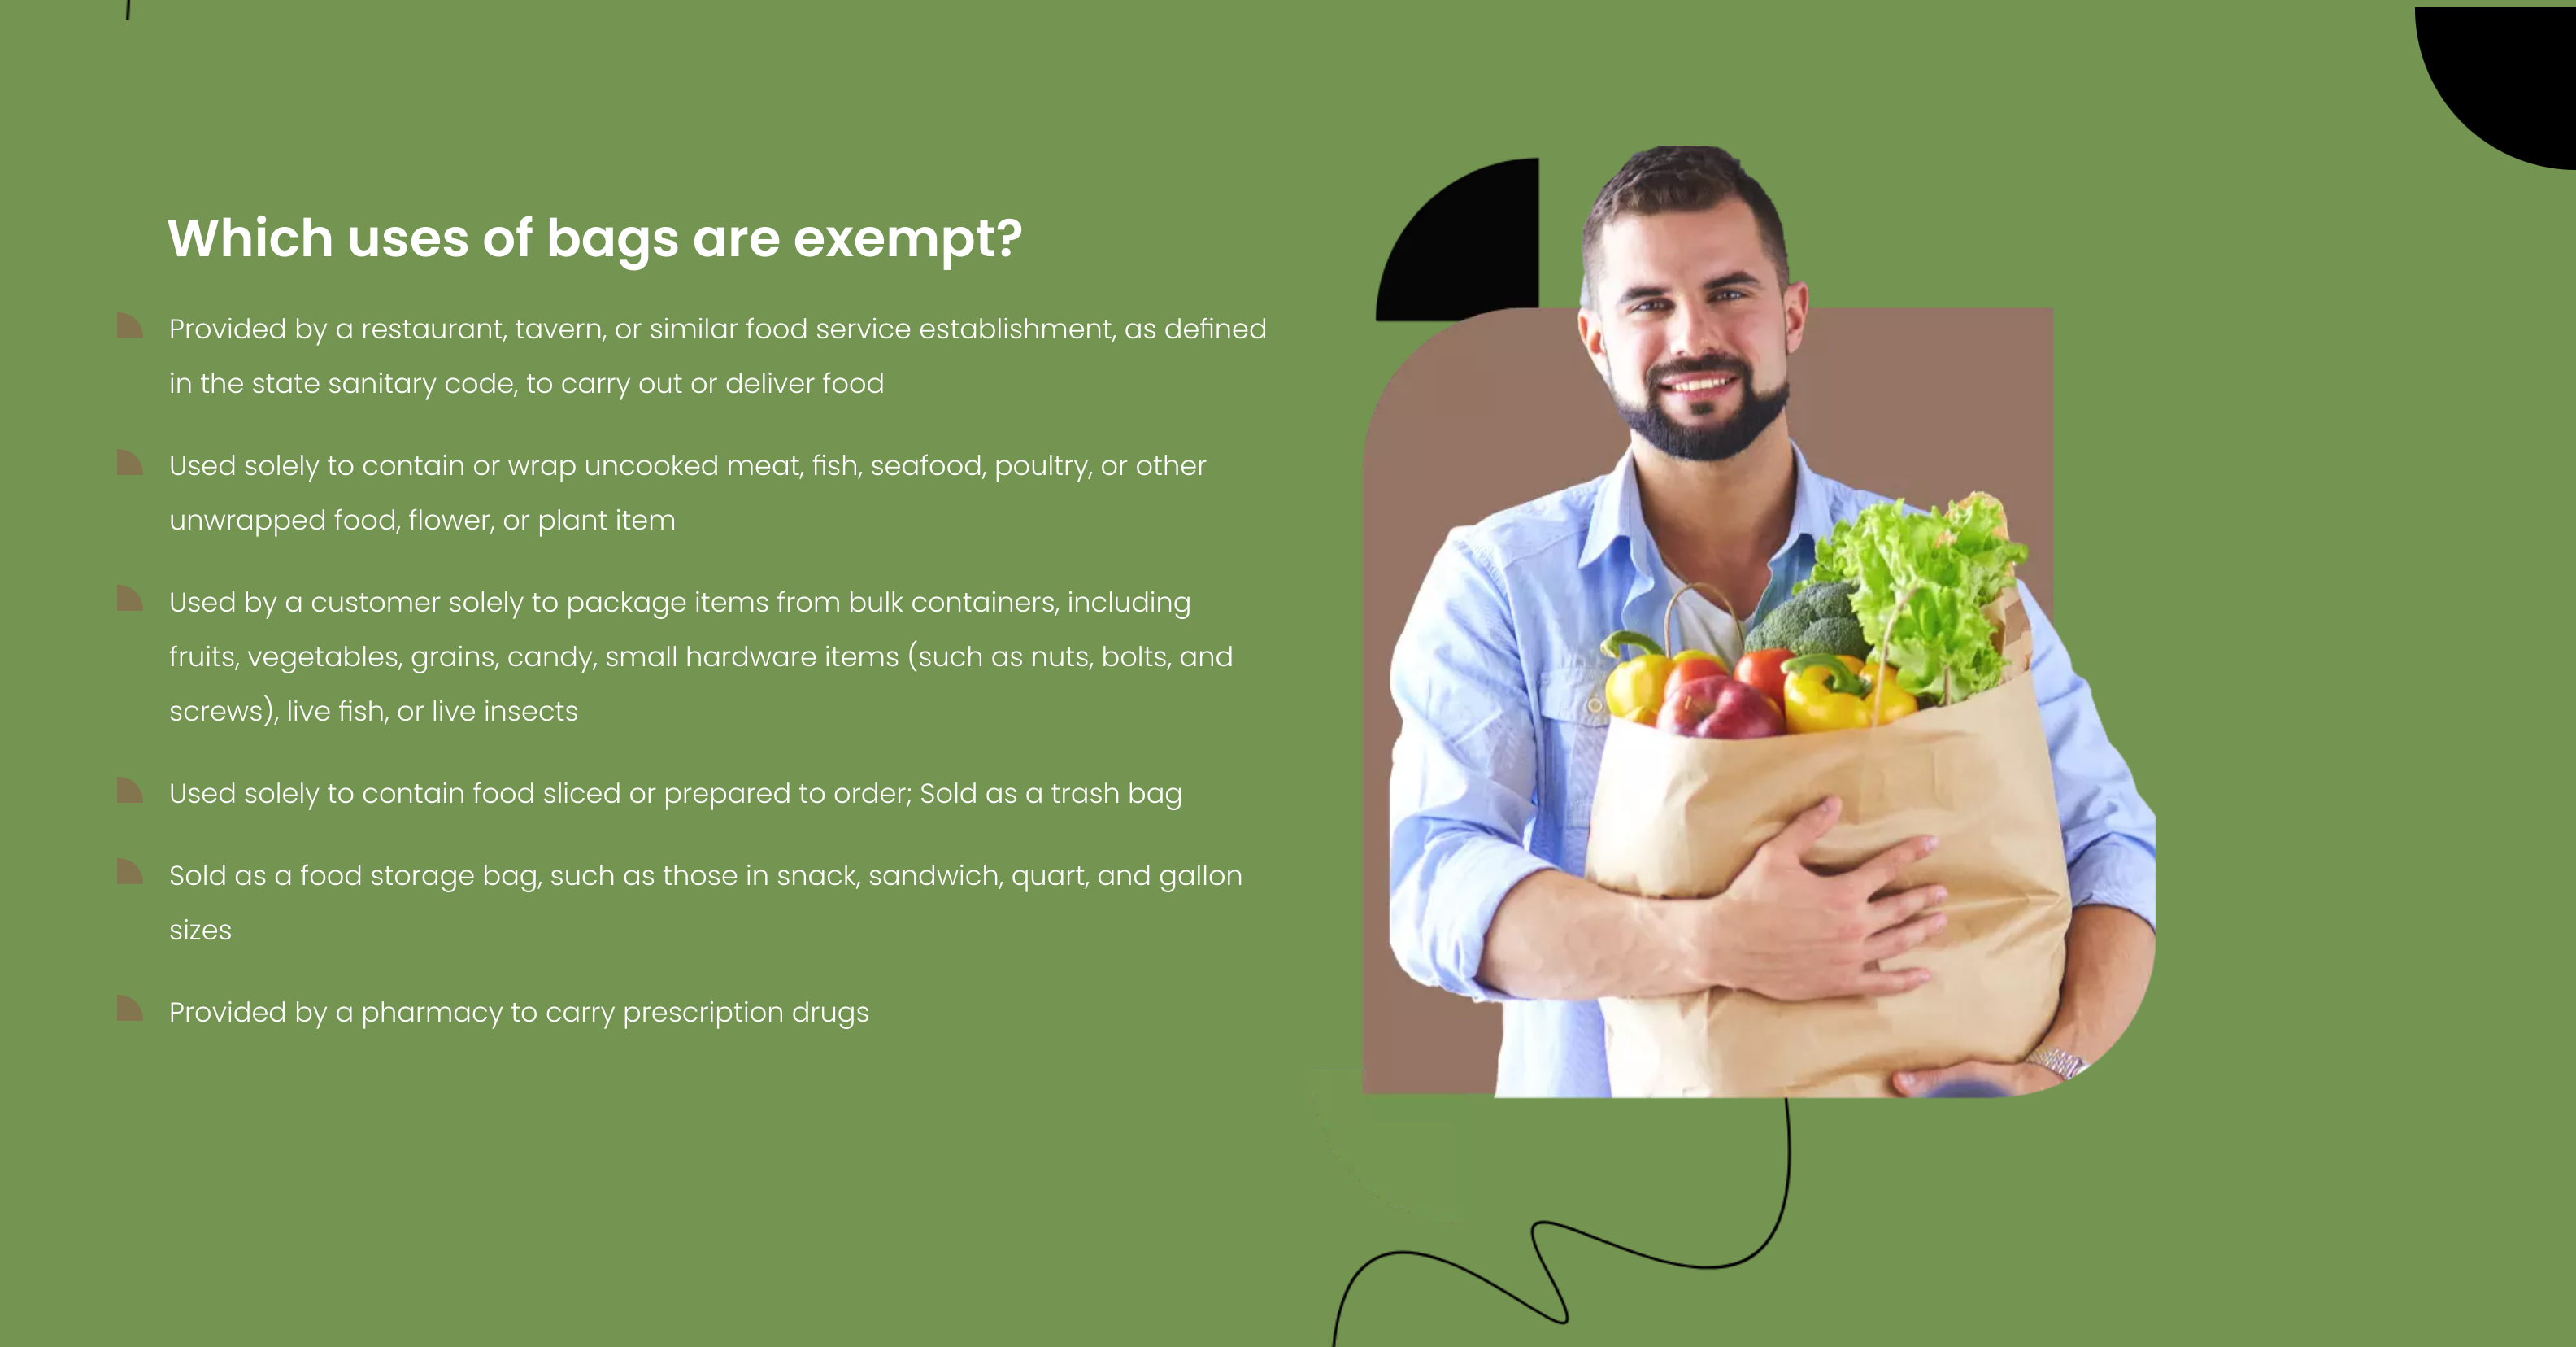 Which uses of bags are exempt?
Provided by a restaurant, tavern, or similar food service establishment, as defined
in the state sanitary code, to carry out or deliver food
Used solely to contain or wrap uncooked meat, fish, seafood, poultry, or other
unwrapped food, flower, or plant item
Used by a customer solely to package items from bulk containers, including
fruits, vegetables, grains, candy, small hardware items (such as nuts, bolts, and
screws), live fish, or live insects
Used solely to contain food sliced or prepared to order; Sold as a trash bag
Sold as a food storage bag, such as those in snack, sandwich, quart, and gallon
sizes
Provided by a pharmacy to carry prescription drugs